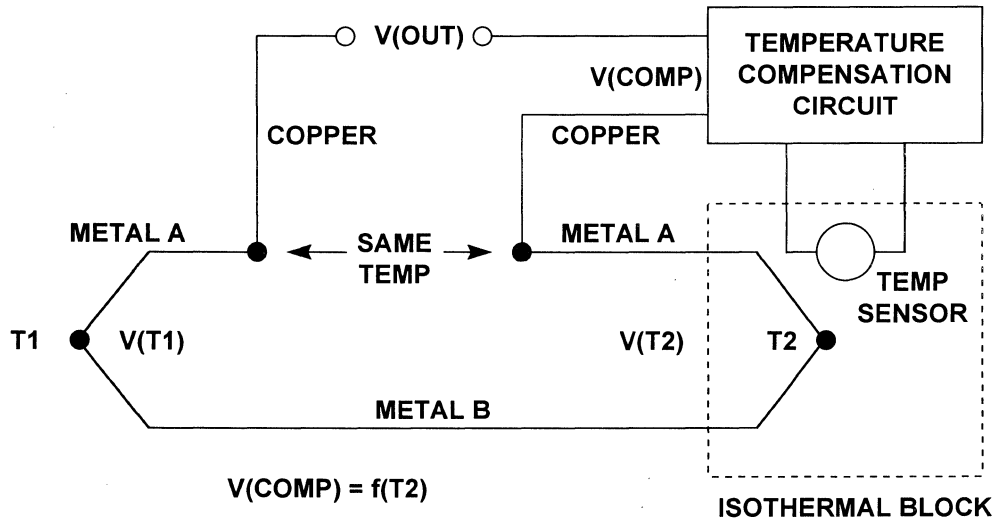 V(OUT)
TEMPERATURE
COMPENSATION
CIRCUIT
V(COMP)
COPPER
COPPER
METAL A
SAME
TEMP
METAL A
TEMP
SENSOR
T1
V(T1)
V(T2)
T2
METAL B
V(COMP) = f(T2)
ISOTHERMAL BLOCK